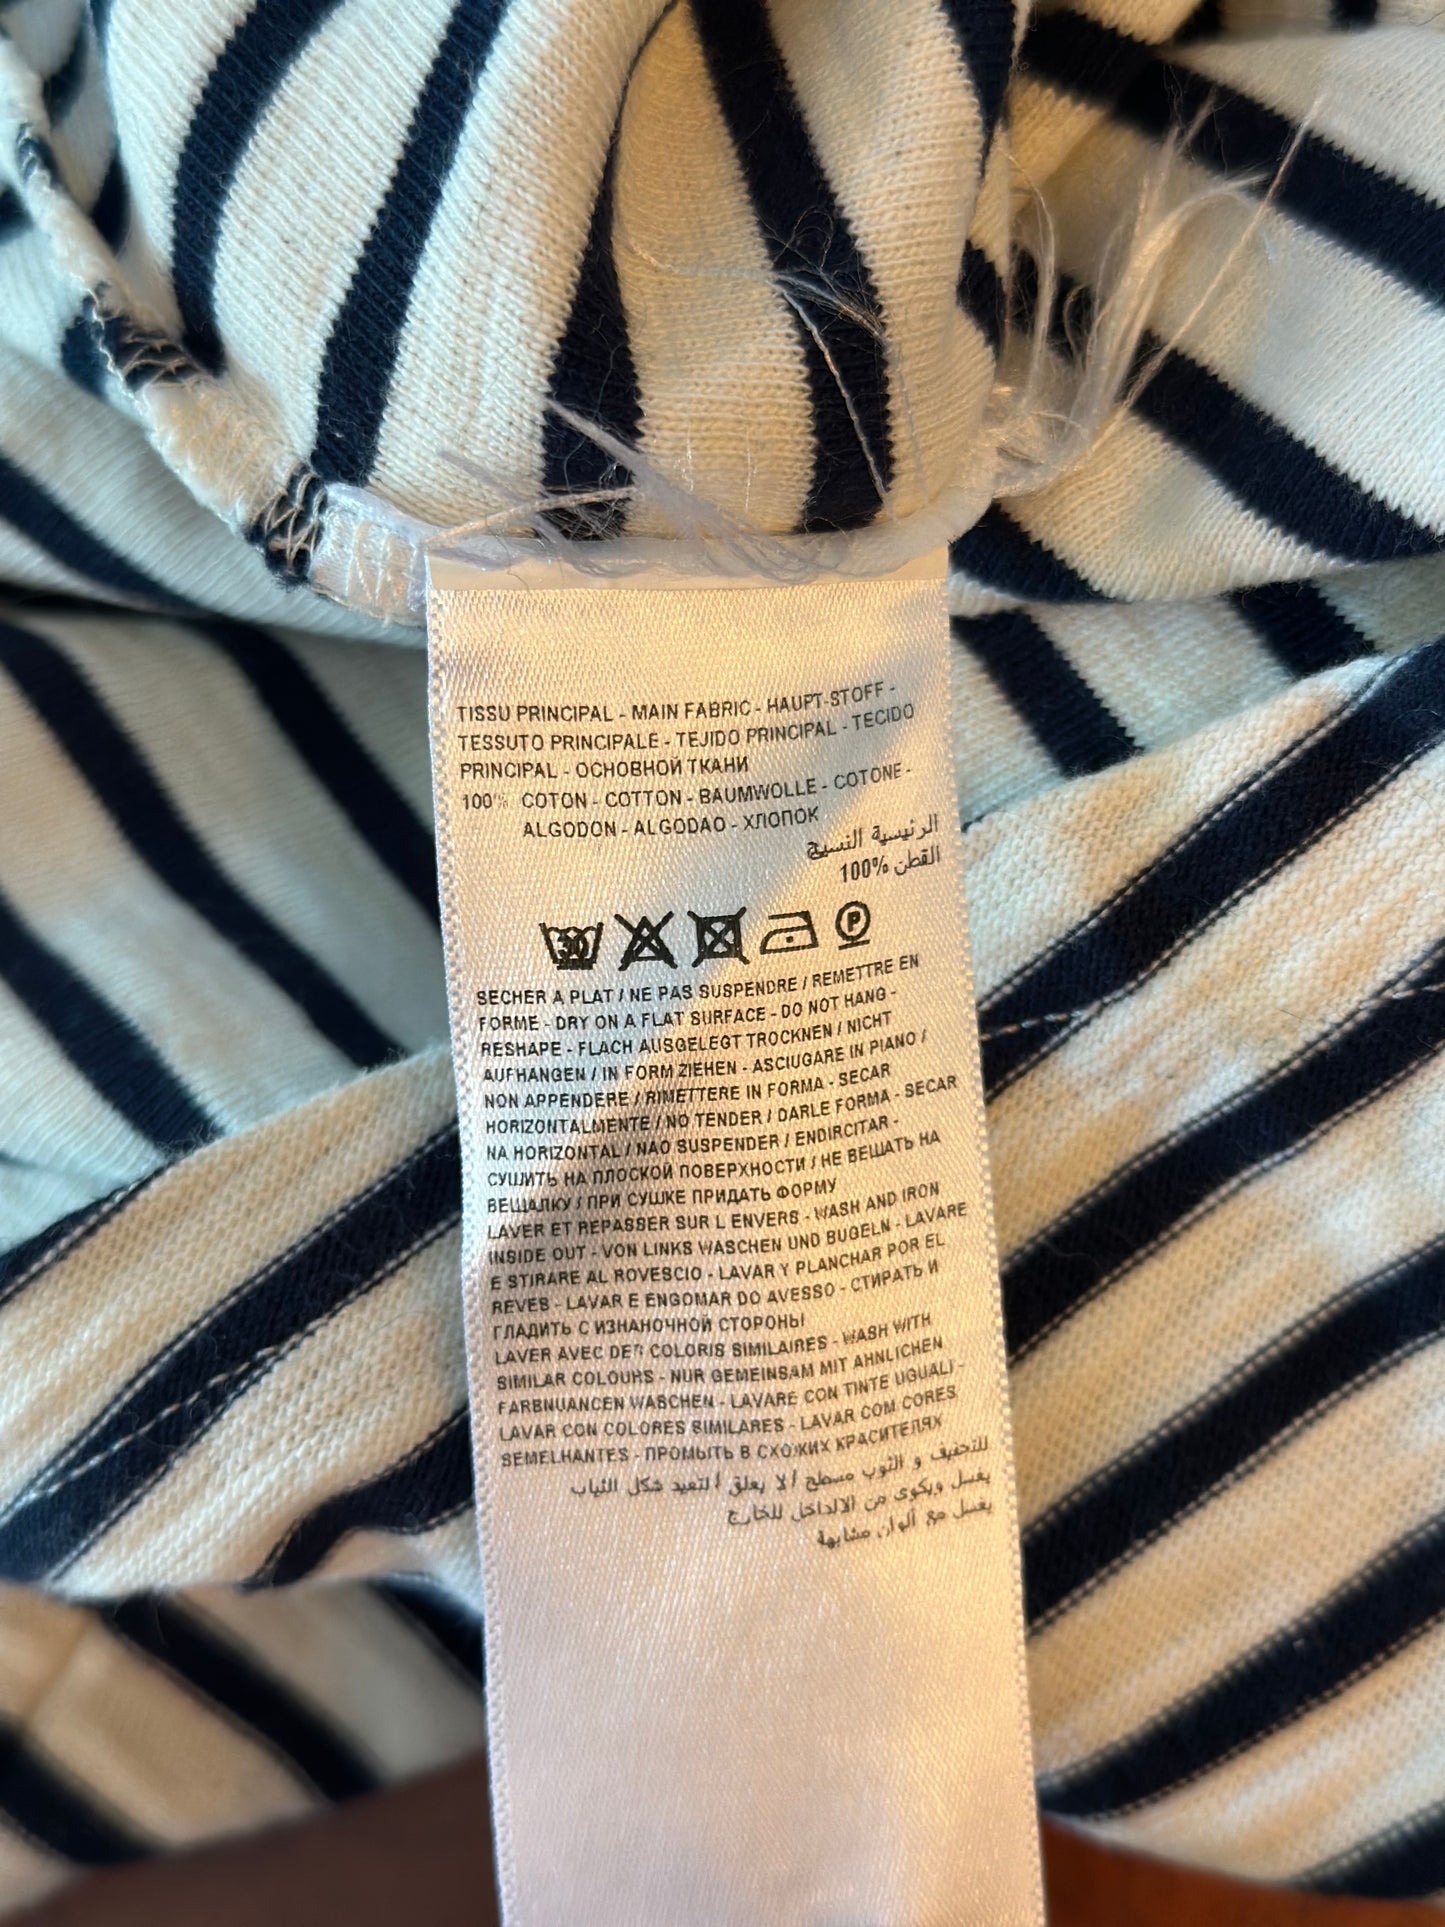 TISSU PRINCIPAL - MAIN FABRIC - HAUPT-STOFF -
TESSUTO PRINCIPALE - TEJIDO PRINCIPAL - TECIDO
PRINCIPAL - ОСНОВНОЙ ТКАНИ
100% COTON - COTTON - BAUMWOLLE - COTONE -
ALGODON - ALGODAO - ХЛОПОК
الرئيسية النسيج
القطن 100%
30 P
SECHER A PLAT / NE PAS SUSPENDRE / REMETTRE EN
FORME - DRY ON A FLAT SURFACE - DO NOT HANG -
RESHAPE - FLACH AUSGELEGT TROCKNEN / NICHT
AUFHANGEN / IN FORM ZIEHEN - ASCIUGARE IN PIANO /
NON APPENDERE / RIMETTERE IN FORMA - SECAR
HORIZONTALMENTE / NO TENDER / DARLE FORMA - SECAR
NA HORIZONTAL / NAO SUSPENDER / ENDIRCITAR -
СУШИТЬ НА ПЛОСКОЙ ПОВЕРХНОСТИ / НЕ ВЕШАТЬ НА
ВЕШАЛКУ / ПРИ СУШКЕ ПРИДАТЬ ФОРМУ
LAVER ET REPASSER SUR L ENVERS - WASH AND IRON
INSIDE OUT - VON LINKS WASCHEN UND BUGELN - LAVARE
E STIRARE AL ROVESCIO - LAVAR Y PLANCHAR POR EL
REVES - LAVAR E ENGOMAR DO AVESSO - СТИРАТЬ И
ГЛАДИТЬ С ИЗНАНОЧНОЙ СТОРОНЫ
LAVER AVEC DES COLORIS SIMILAIRES - WASH WITH
SIMILAR COLOURS - NUR GEMEINSAM MIT AHNLICHEN
FARBNUANCEN WASCHEN - LAVARE CON TINTE UGUALI -
LAVAR CON COLORES SIMILARES - LAVAR COM CORES
SEMELHANTES - ПРОМЫТЬ В СХОЖИХ КРАСИТЕЛЯХ
للتجفيف و الثوب مسطح / لا يعلق / لتعيد شكل الثياب
يغسل ويكوى من الالداخل للخارج
يغسل مع ألوان مشابهة